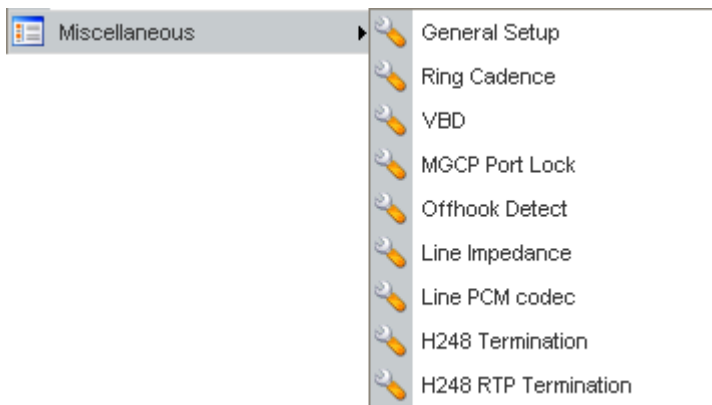 Miscellaneous
General Setup
Ring Cadence
VBD
MGCP Port Lock
Offhook Detect
Line Impedance
Line PCM codec
H248 Termination
H248 RTP Termination